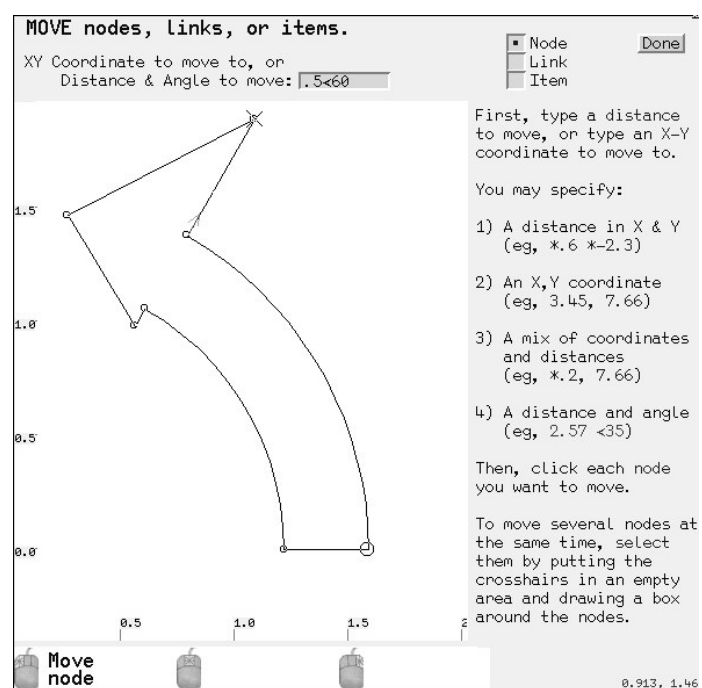 MOVE nodes, links, or items.
XY Coordinate to move to, or
Distance & Angle to move: .5<60
Node
Link
Item
Done
First, type a distance
to move, or type an X-Y
coordinate to move to.
You may specify:
1) A distance in X & Y
(eg, *.6 *-2.3)
2) An X,Y coordinate
(eg, 3.45, 7.66)
3) A mix of coordinates
and distances
(eg, *.2, 7.66)
4) A distance and angle
(eg, 2.57 <35)
Then, click each node
you want to move.
To move several nodes at
the same time, select
them by putting the
crosshairs in an empty
area and drawing a box
around the nodes.
1.5
1.0
0.5
0.0
0.5 1.0 1.5 2
Move
node
0.913, 1.46